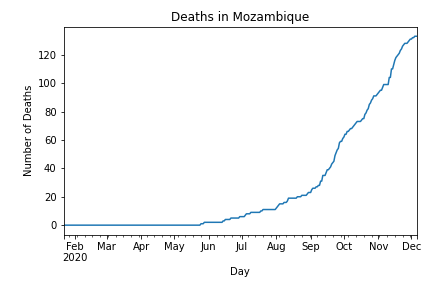 Deaths in Mozambique
Number of Deaths
120
100
80
60
40
20
0
Feb Mar Apr May Jun Jul Aug Sep Oct Nov Dec
2020
Day